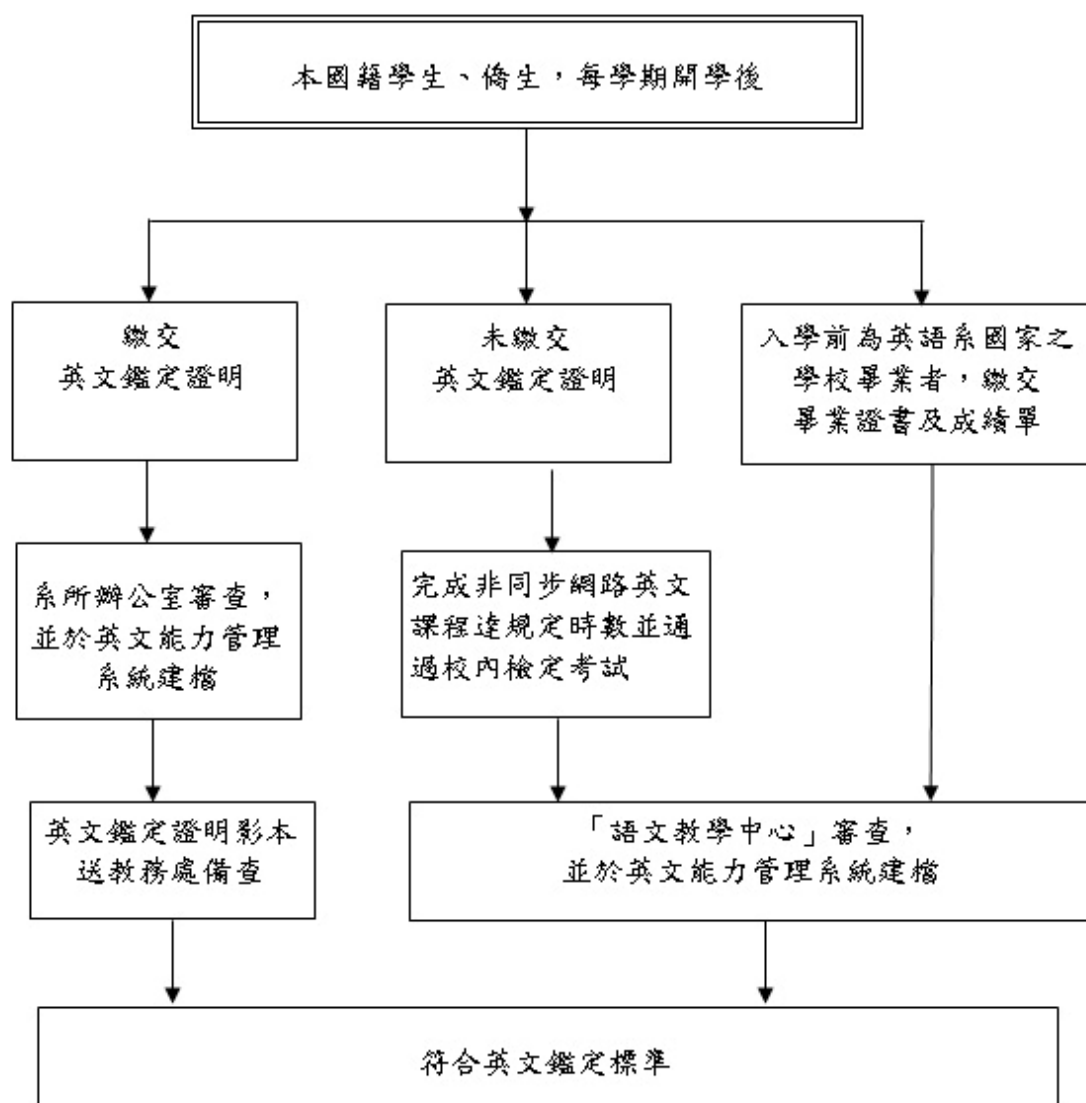 本國籍學生、僑生，每學期開學後
繳交
英文鑑定證明
未繳交
英文鑑定證明
入學前為英語系國家之
學校畢業者，繳交
畢業證書及成績單
系所辦公室審查，
並於英文能力管理
系統建檔
完成非同步網路英文
課程達規定時數並通
過校內檢定考試
英文鑑定證明影本
送教務處備查
「語文教學中心」審查，
並於英文能力管理系統建檔
符合英文鑑定標準